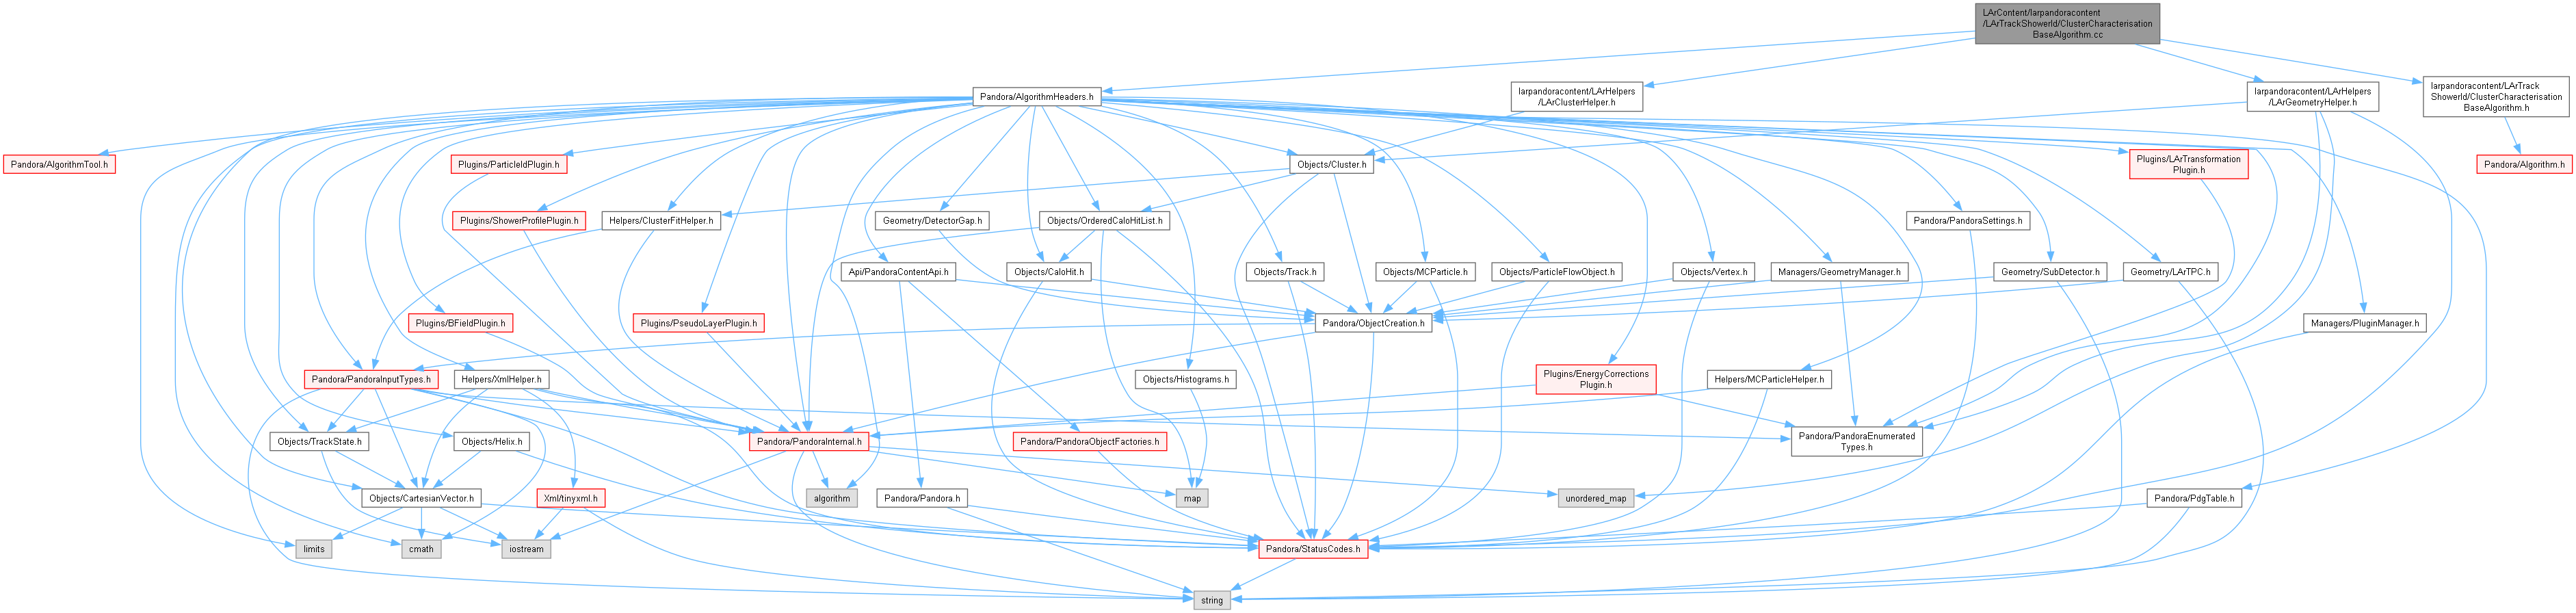 LArContent/larpandoracontent
/LArTrackShowerId/ClusterCharacterisation
BaseAlgorithm.cc
Pandora/AlgorithmHeaders.h
larpandoracontent/LArHelpers
/LArClusterHelper.h
larpandoracontent/LArHelpers
/LArGeometryHelper.h
larpandoracontent/LArTrack
ShowerId/ClusterCharacterisation
BaseAlgorithm.h
Pandora/AlgorithmTool.h
Plugins/ParticleIdPlugin.h
Objects/Cluster.h
Plugins/LArTransformation
Plugin.h
Pandora/Algorithm.h
Plugins/ShowerProfilePlugin.h
Helpers/ClusterFitHelper.h
Geometry/DetectorGap.h
Objects/OrderedCaloHitList.h
Pandora/PandoraSettings.h
Api/PandoraContentApi.h
Objects/CaloHit.h
Objects/Track.h
Objects/MCParticle.h
Objects/ParticleFlowObject.h
Objects/Vertex.h
Managers/GeometryManager.h
Geometry/SubDetector.h
Geometry/LArTPC.h
Plugins/BFieldPlugin.h
Plugins/PseudoLayerPlugin.h
Pandora/ObjectCreation.h
Managers/PluginManager.h
Pandora/PandoraInputTypes.h
Helpers/XmlHelper.h
Objects/Histograms.h
Plugins/EnergyCorrections
Plugin.h
Helpers/MCParticleHelper.h
Objects/TrackState.h
Objects/Helix.h
Pandora/PandoraInternal.h
Pandora/PandoraObjectFactories.h
Pandora/PandoraEnumerated
Types.h
Objects/CartesianVector.h
Xml/tinyxml.h
algorithm
Pandora/Pandora.h
map
unordered_map
Pandora/PdgTable.h
limits
cmath
iostream
Pandora/StatusCodes.h
string